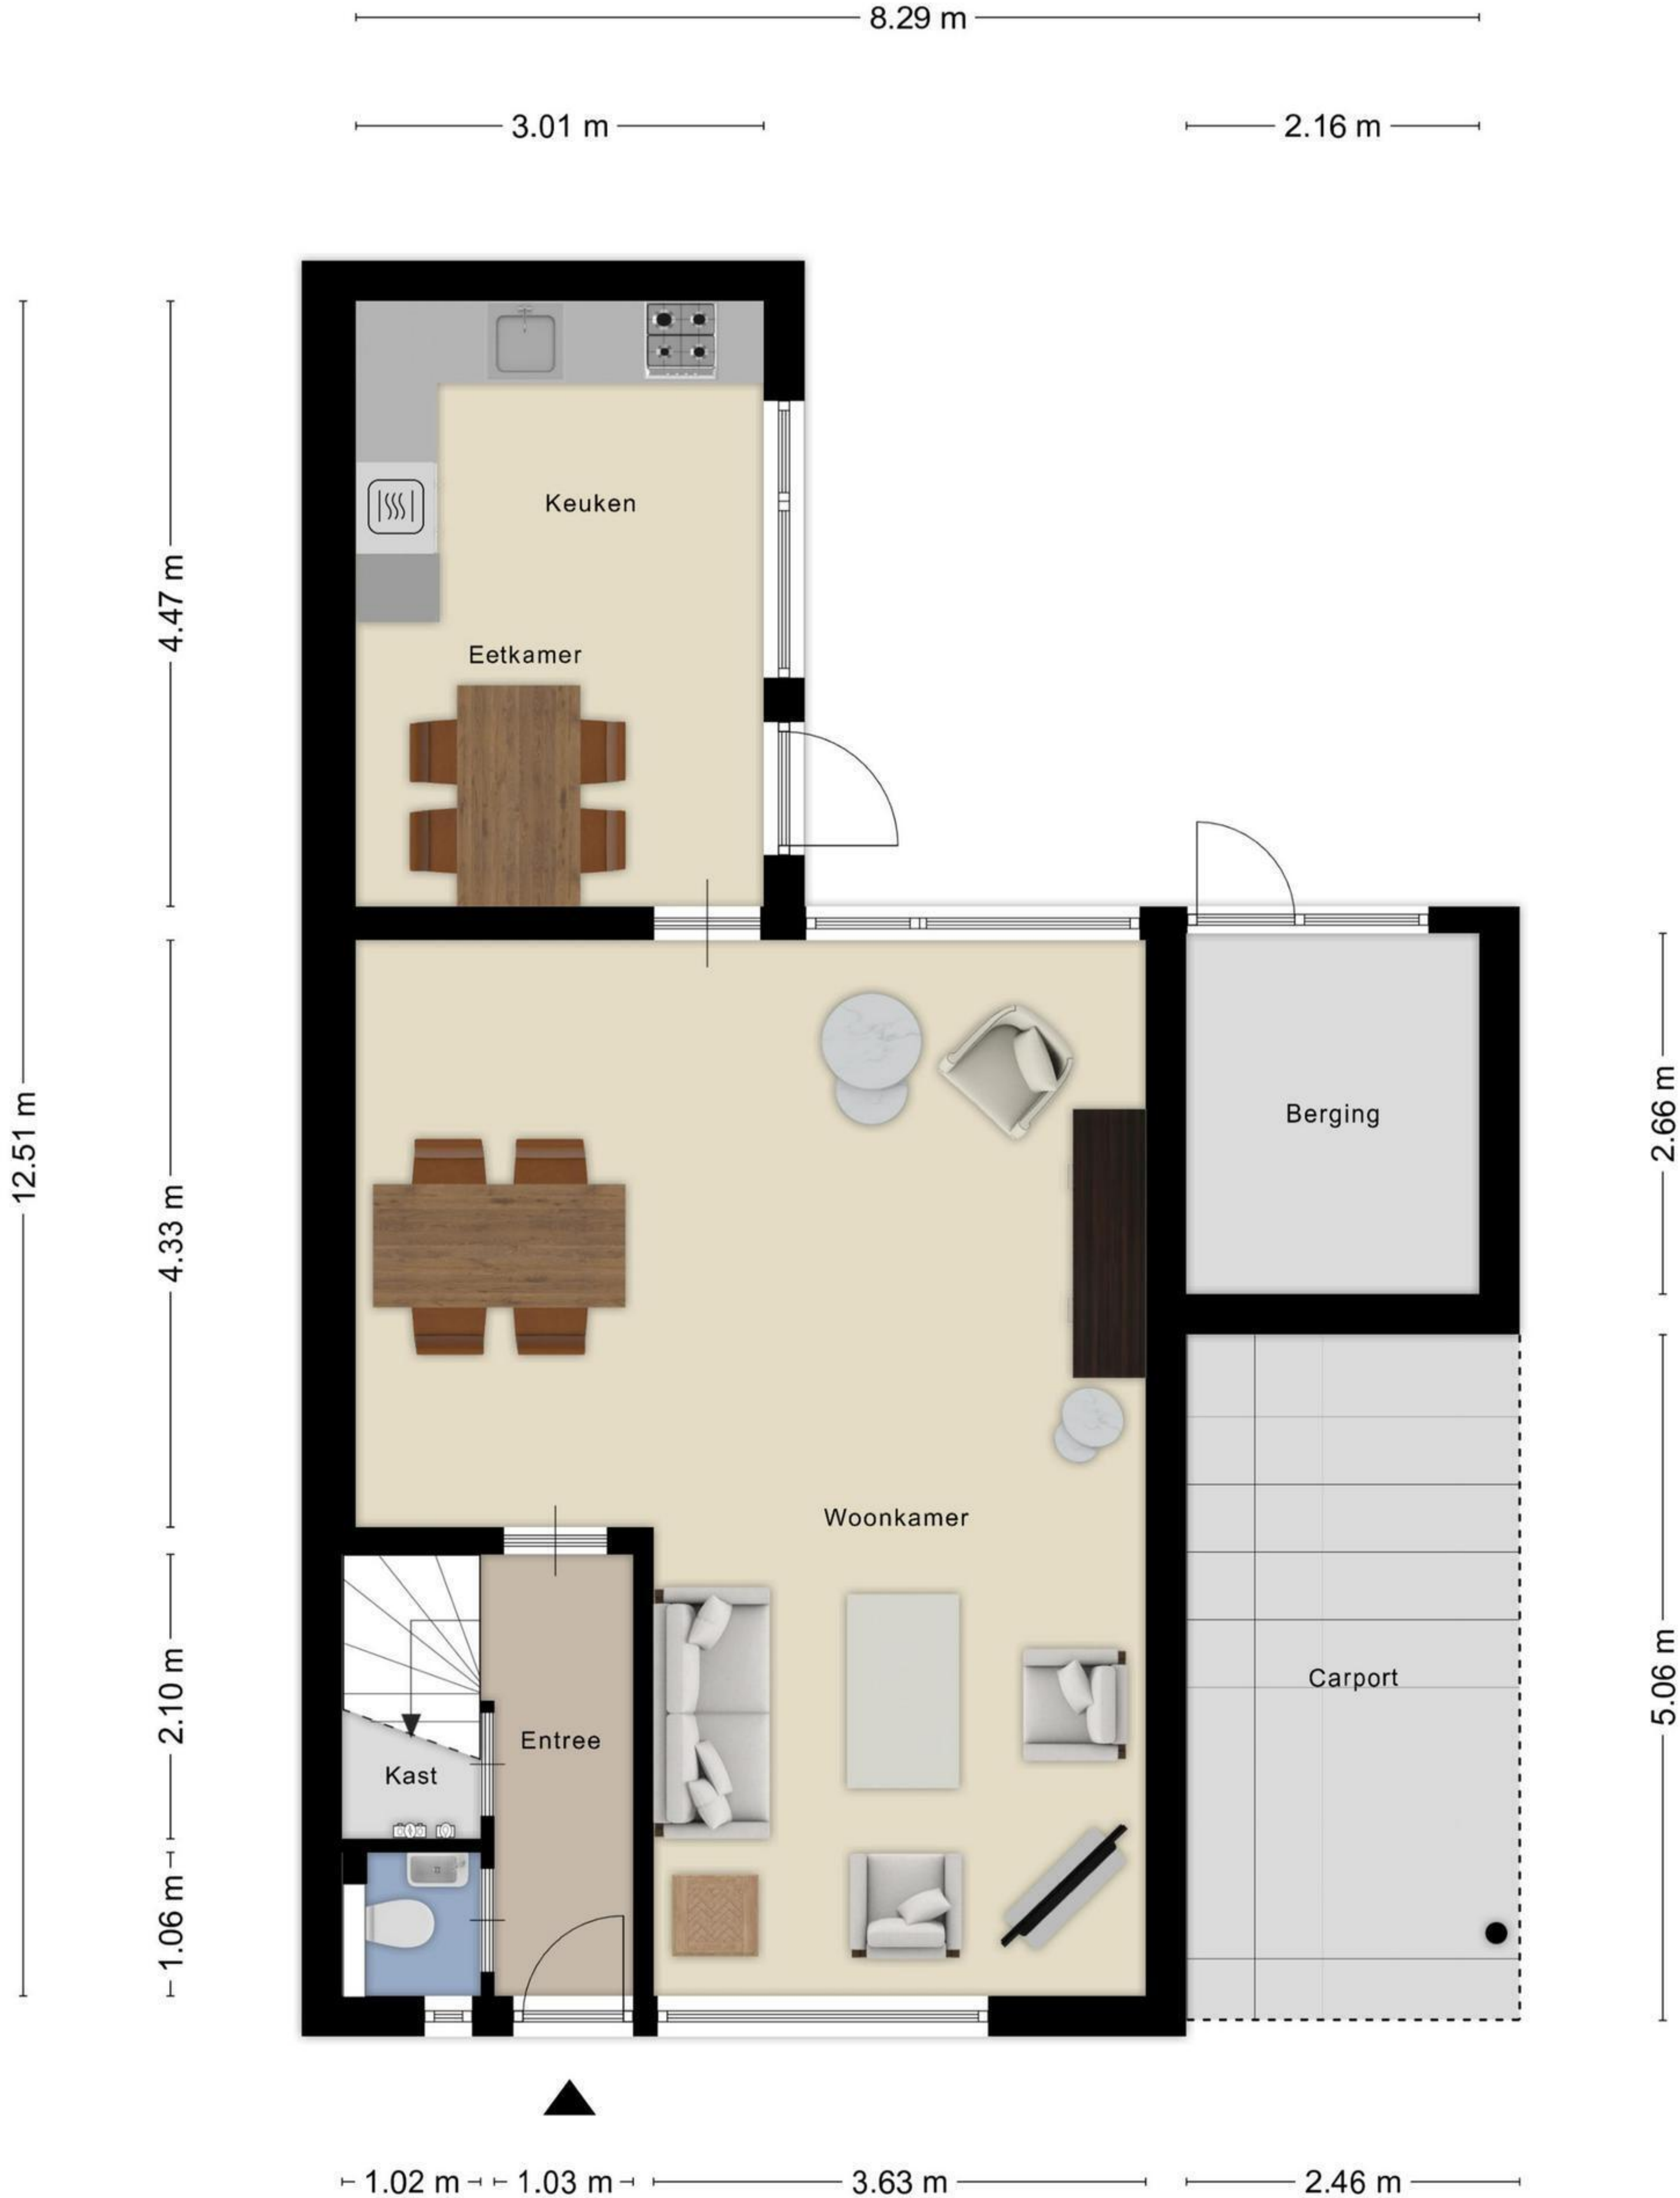 8.29 m
3.01 m
2.16 m
Keuken
4.47 m
Eetkamer
12.51 m
Berging
2.66 m
4.33 m
Woonkamer
Carport
5.06 m
2.10 m
Entree
Kast
1.06 m
1.02 m
1.03 m
3.63 m
2.46 m